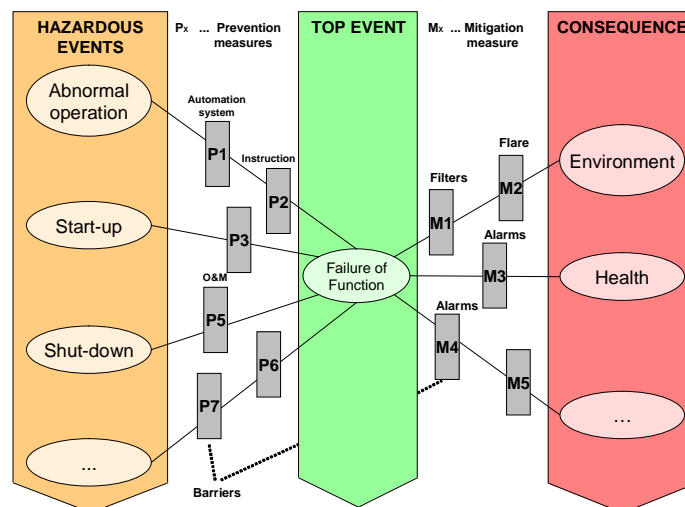 HAZARDOUS
EVENTS
Px ... Prevention
measures
TOP EVENT
Mx ... Mitigation
measure
CONSEQUENCE
Abnormal
operation
Automation
system
P1
Instruction
P2
Flare
M2
Filters
M1
Environment
Start-up
P3
Failure of
Function
Alarms
M3
Health
O&M
P5
Shut-down
P6
Alarms
M4
P7
M5
...
...
Barriers